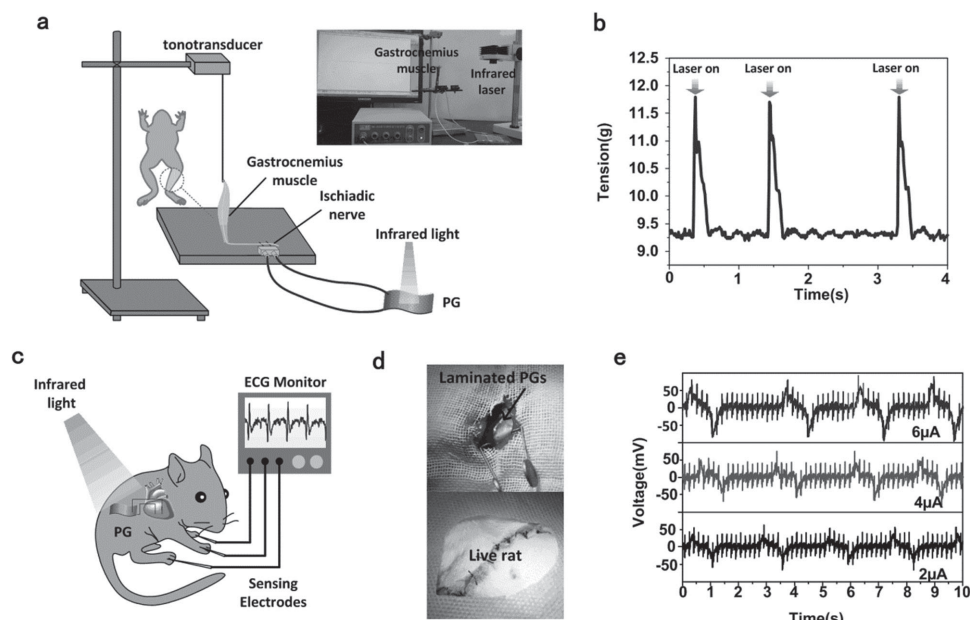 a
tonotransducer
Gastrocnemius
muscle
Infrared
laser
Gastrocnemius
muscle
Ischiadic
nerve
Infrared light
PG
b
Laser on
Laser on
Laser on
12.5
12.0
11.5
11.0
10.5
10.0
9.5
9.0
Tension(g)
0 1 2 3 4
Time(s)
c
Infrared
light
ECG Monitor
PG
Sensing
Electrodes
d
Laminated PGs
Live rat
e
50
0
-50
6μA
50
0
-50
4μA
50
0
-50
2μA
Voltage(mV)
0 1 2 3 4 5 6 7 8 9 10
Time(s)